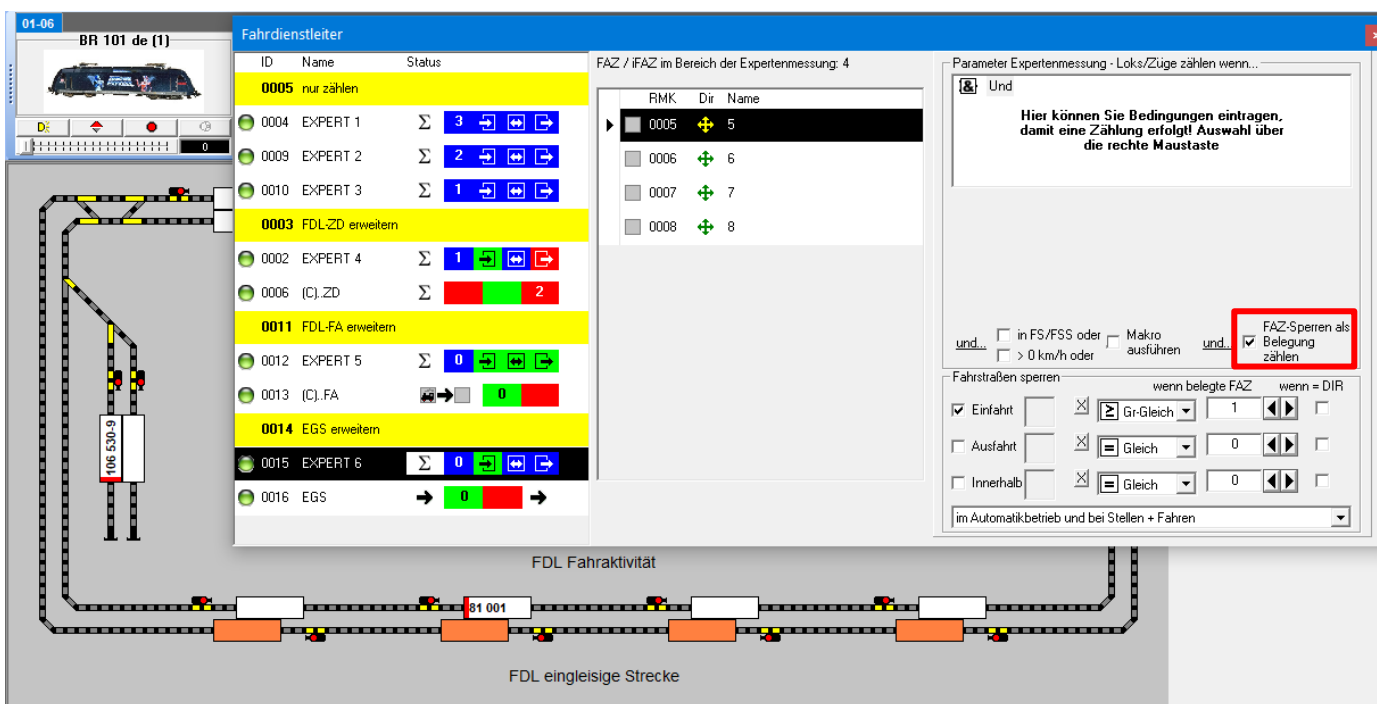 01-06
BR 101 de (1)
0
Fahrdienstleiter
ID Name Status
0005 nur zählen
0004 EXPERT 1 Σ 3
0009 EXPERT 2 Σ 2
0010 EXPERT 3 Σ 1
0003 FDL-ZD erweitern
0002 EXPERT 4 Σ 1
0006 (C)..ZD Σ 2
0011 FDL-FA erweitern
0012 EXPERT 5 Σ 0
0013 (C)..FA 0
0014 EGS erweitern
0015 EXPERT 6 Σ 0
0016 EGS 0
FAZ / iFAZ im Bereich der Expertenmessung: 4
RMK Dir Name
0005 5
0006 6
0007 7
0008 8
Parameter Expertenmessung - Loks/Züge zählen wenn...
{&} Und
Hier können Sie Bedingungen eintragen,
damit eine Zählung erfolgt! Auswahl über
die rechte Maustaste
und... in FS/FSS oder
> 0 km/h oder
Makro
ausführen
und..
FAZ-Sperren als
Belegung
zählen
Fahrstraßen sperren
wenn belegte FAZ wenn = DIR
Einfahrt X ≥ Gr-Gleich 1
Ausfahrt X = Gleich 0
Innerhalb X = Gleich 0
im Automatikbetrieb und bei Stellen + Fahren
106 530-9
FDL Fahraktivität
81 001
FDL eingleisige Strecke